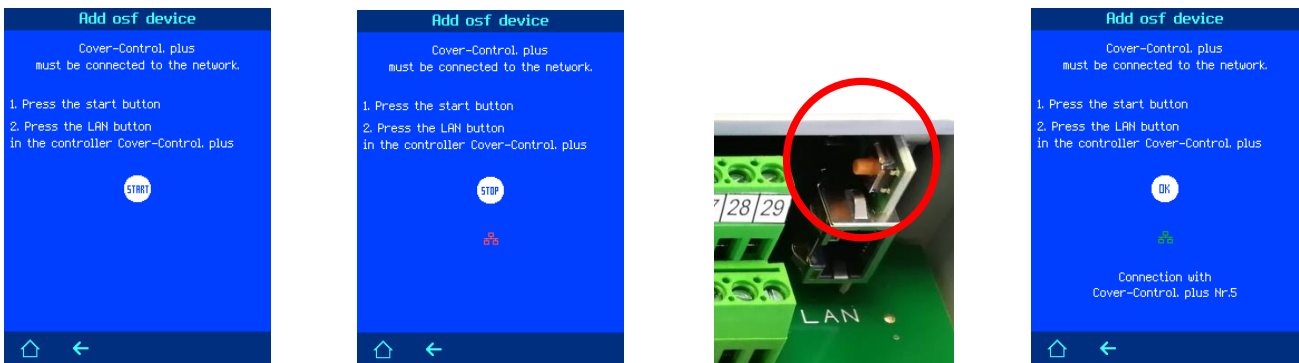 Add osf device
Cover-Control. plus
must be connected to the network.
1. Press the start button
2. Press the LAN button
in the controller Cover-Control. plus
START
Add osf device
Cover-Control. plus
must be connected to the network.
1. Press the start button
2. Press the LAN button
in the controller Cover-Control. plus
STOP
28 29
LAN
Add osf device
Cover-Control. plus
must be connected to the network.
1. Press the start button
2. Press the LAN button
in the controller Cover-Control. plus
OK
Connection with
Cover-Control. plus Nr.5